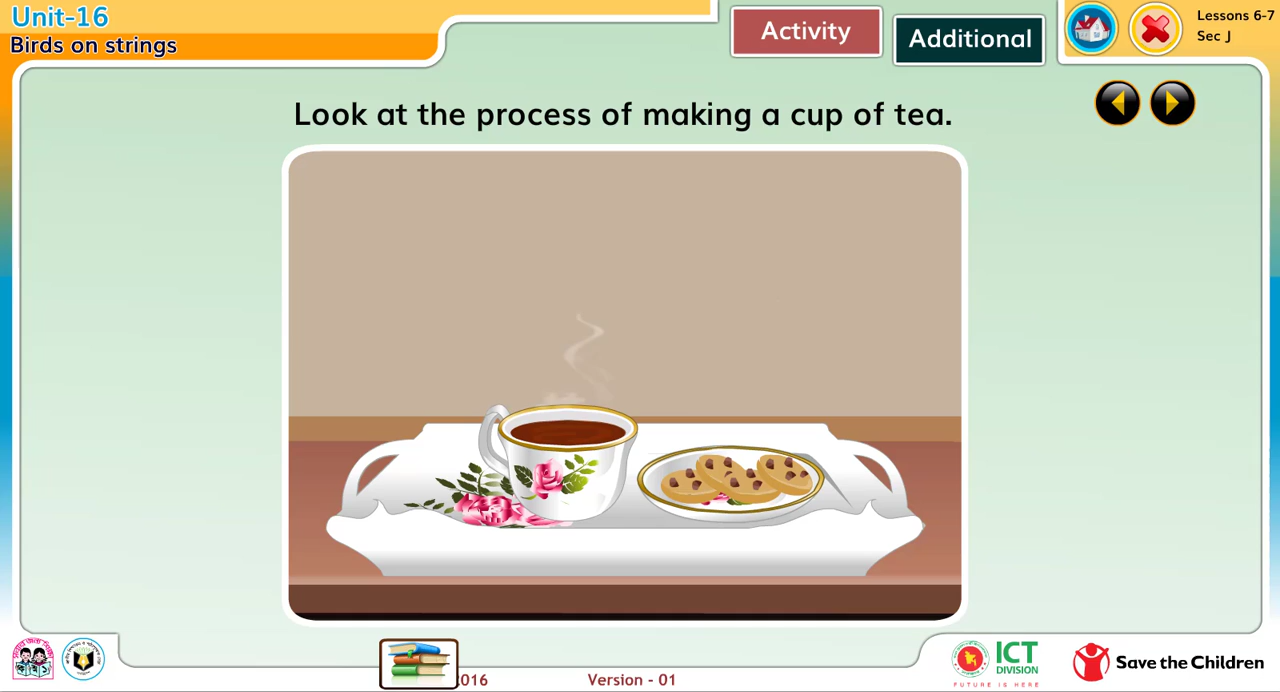 Unit-16
Birds on strings
Activity
Additional
Lessons 6-7
Sec J
Look at the process of making a cup of tea.
2016
Version - 01
ICT
DIVISION
FUTURE IS HERE
Save the Children